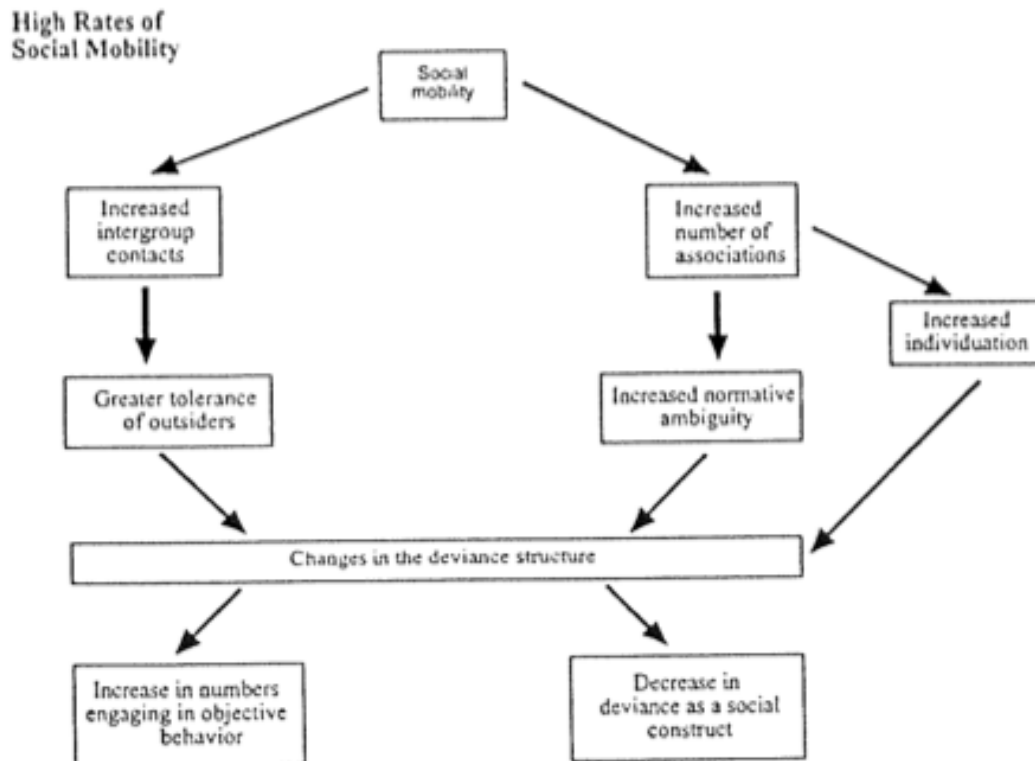 High Rates of
Social Mobility
Social
mobility
Increased
intergroup
contacts
Increased
number of
associations
Increased
individuation
Greater tolerance
of outsiders
Increased normative
ambiguity
Changes in the deviance structure
Increase in numbers
engaging in objective
behavior
Decrease in
deviance as a social
construct